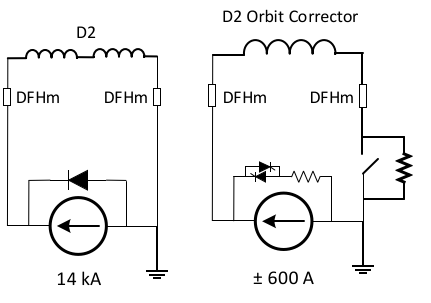 D2
DFHm
DFHm
14 kA
D2 Orbit Corrector
DFHm
DFHm
± 600 A